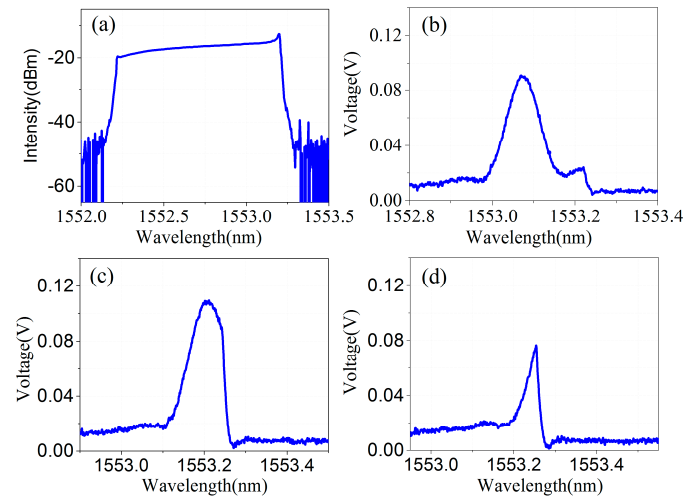 (a)
Intensity(dBm)
-20
-40
-60
1552.0 1552.5 1553.0 1553.5
Wavelength(nm)
(b)
Voltage(V)
0.12
0.08
0.04
0.00
1552.8 1553.0 1553.2 1553.4
Wavelength(nm)
(c)
Voltage(V)
0.12
0.08
0.04
0.00
1553.0 1553.2 1553.4
Wavelength(nm)
(d)
Voltage(V)
0.12
0.08
0.04
0.00
1553.0 1553.2 1553.4
Wavelength(nm)